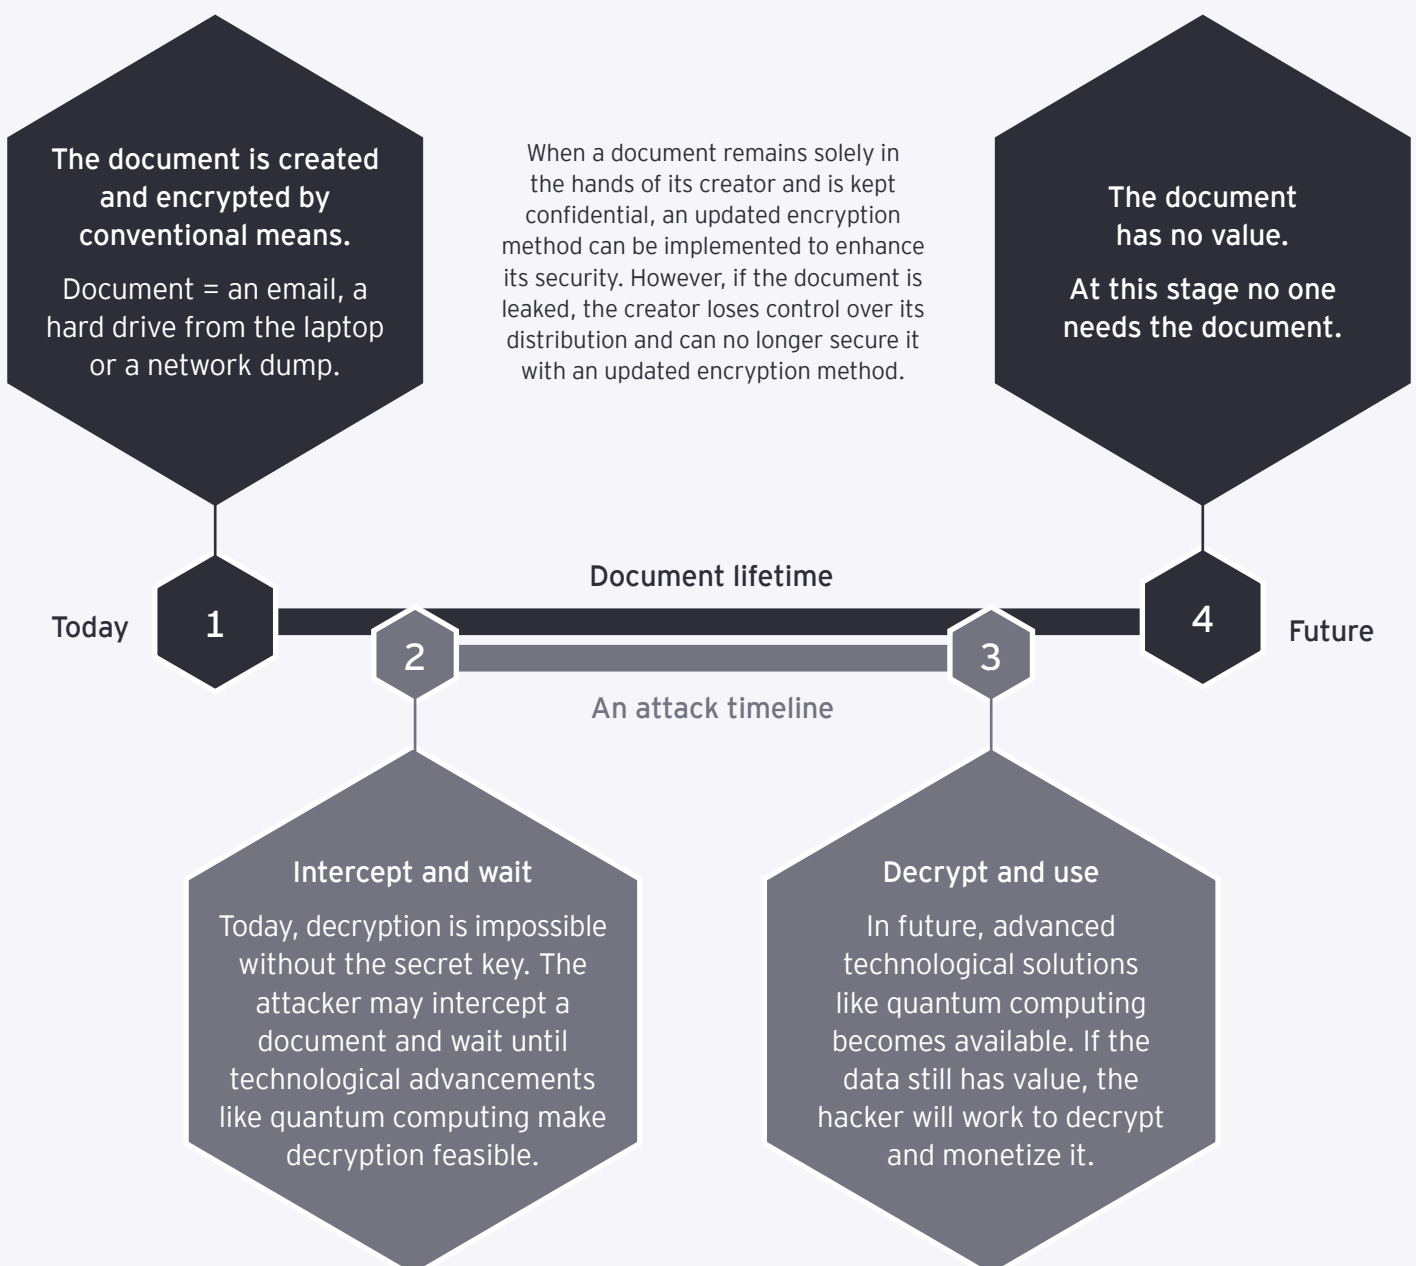 The document is created
and encrypted by
conventional means.
Document = an email, a
hard drive from the laptop
or a network dump.
When a document remains solely in
the hands of its creator and is kept
confidential, an updated encryption
method can be implemented to enhance
its security. However, if the document is
leaked, the creator loses control over its
distribution and can no longer secure it
with an updated encryption method.
The document
has no value.
At this stage no one
needs the document.
Document lifetime
Today
1
4
Future
2
3
An attack timeline
Intercept and wait
Today, decryption is impossible
without the secret key. The
attacker may intercept a
document and wait until
technological advancements
like quantum computing make
decryption feasible.
Decrypt and use
In future, advanced
technological solutions
like quantum computing
becomes available. If the
data still has value, the
hacker will work to decrypt
and monetize it.